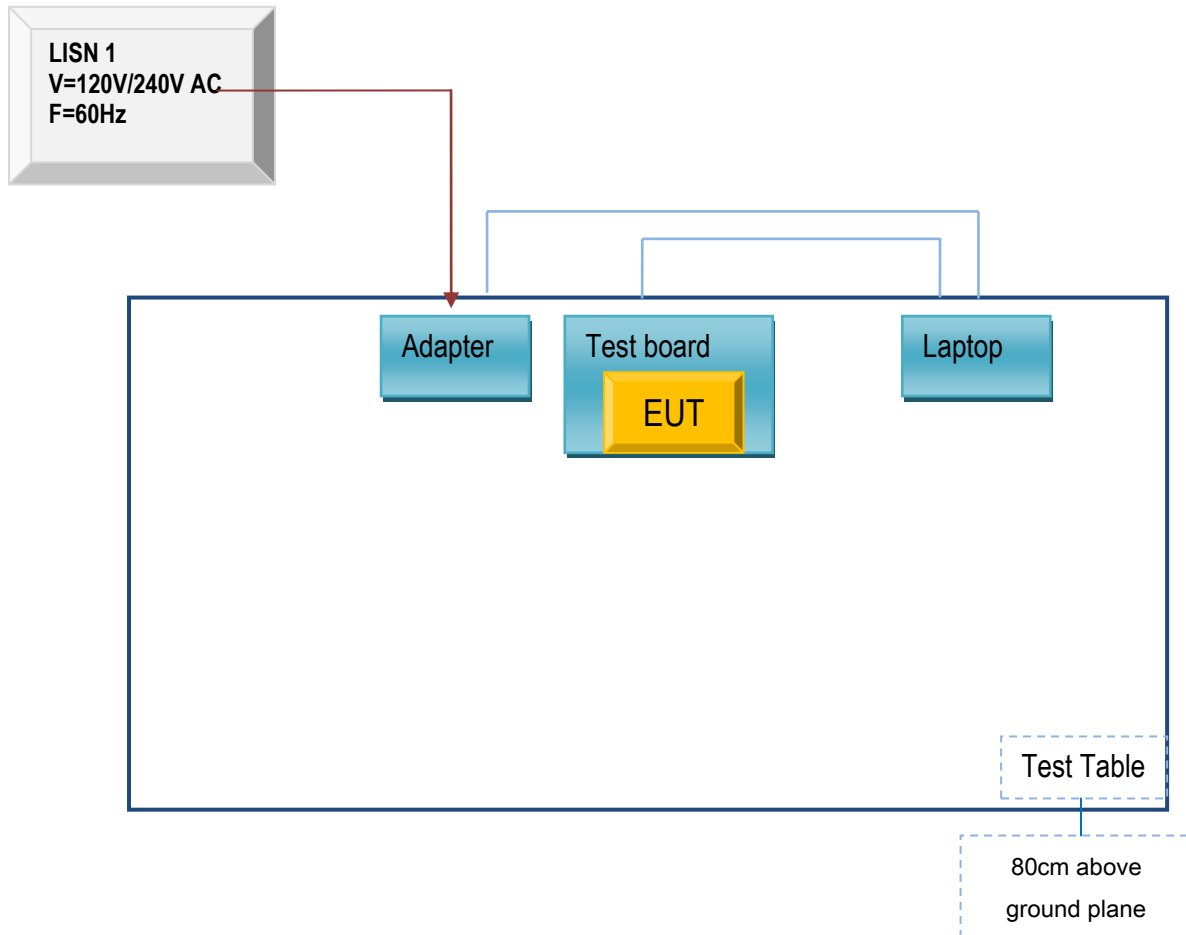 LISN 1
V=120V/240V AC
F=60Hz
Adapter
Test board
Laptop
EUT
Test Table
80cm above
ground plane